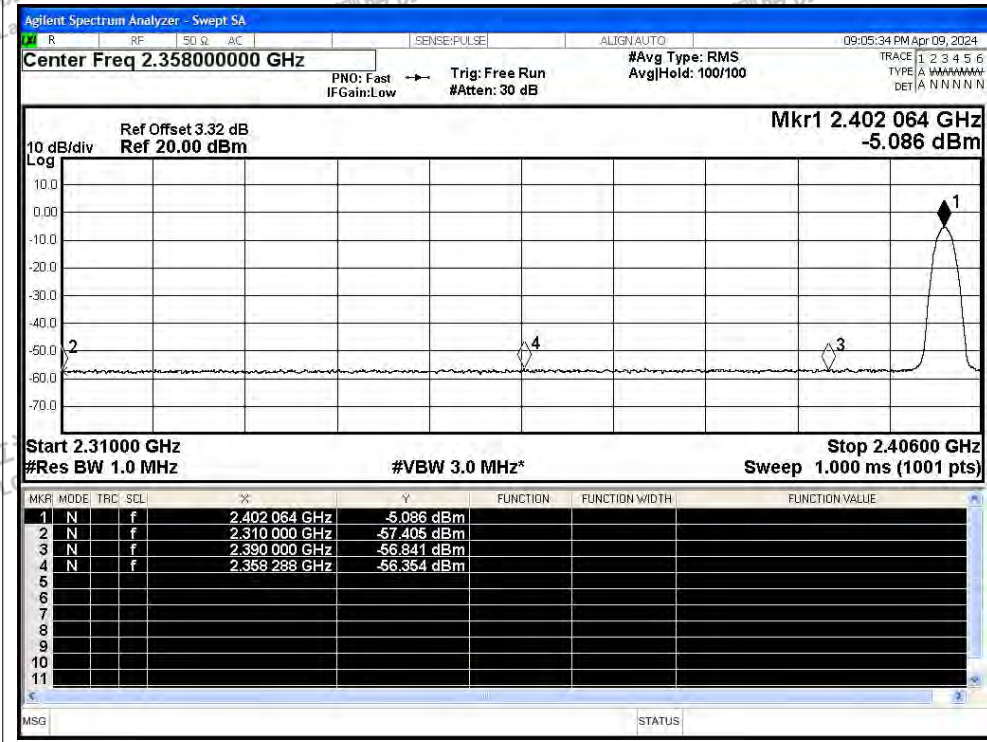 Agilent Spectrum Analyzer - Swept SA
R RF 50 Ω AC SENSE:PULSE ALIGN AUTO 09:05:34 PM Apr 09, 2024
Center Freq 2.358000000 GHz
#Avg Type: RMS
TRACE 1 2 3 4 5 6
PNO: Fast Trig: Free Run
Avg|Hold: 100/100
TYPE A WWWWW
IFGain:Low #Atten: 30 dB
DET A N N N N N
Mkr1 2.402 064 GHz
-5.086 dBm
Ref Offset 3.32 dB
10 dB/div Ref 20.00 dBm
Log
10.0
0.00
-10.0
-20.0
-30.0
-40.0
-50.0
-60.0
-70.0
1
2
4
3
Start 2.31000 GHz Stop 2.40600 GHz
#Res BW 1.0 MHz #VBW 3.0 MHz* Sweep 1.000 ms (1001 pts)
MKR MODE TRC SCL X Y FUNCTION FUNCTION WIDTH FUNCTION VALUE
1 N f 2.402 064 GHz -5.086 dBm
2 N f 2.310 000 GHz -57.405 dBm
3 N f 2.390 000 GHz -56.841 dBm
4 N f 2.358 288 GHz -56.354 dBm
5
6
7
8
9
10
11
MSG STATUS